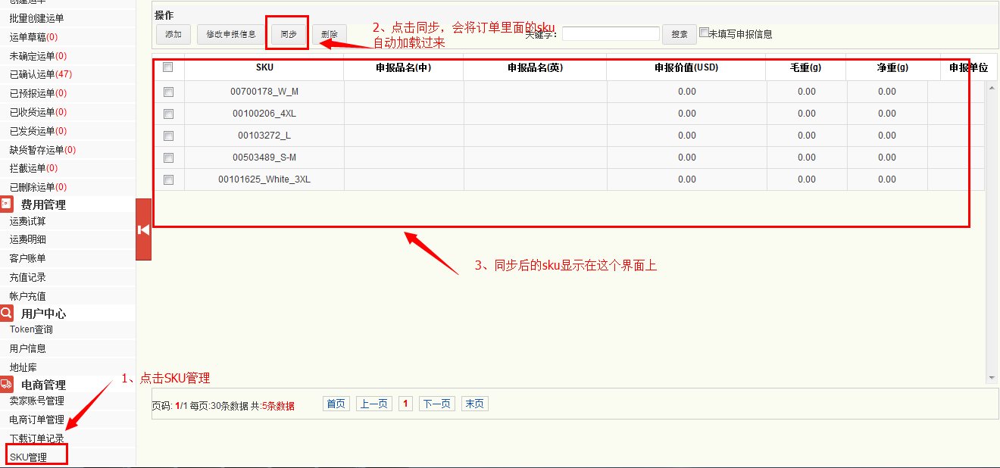 创建运单
批量创建运单
运单草稿(0)
未确定运单(0)
已确认运单(47)
已预报运单(0)
已收货运单(0)
已发货运单(0)
缺货暂存运单(0)
拦截运单(0)
已删除运单(0)
费用管理
运费试算
运费明细
客户账单
充值记录
帐户充值
用户中心
Token查询
用户信息
地址库
电商管理
卖家账号管理
电商订单管理
下载订单记录
SKU管理
1、点击SKU管理
操作
添加 修改申报信息 同步 删除 关键字: 搜索 未填写申报信息
2、点击同步，会将订单里面的sku
自动加载过来
SKU 申报品名(中) 申报品名(英) 申报价值(USD) 毛重(g) 净重(g) 申报单位
00700178_W_M 0.00 0.00 0.00
00100206_4XL 0.00 0.00 0.00
00103272_L 0.00 0.00 0.00
00503489_S-M 0.00 0.00 0.00
00101625_White_3XL 0.00 0.00 0.00
3、同步后的sku显示在这个界面上
页码: 1/1 每页:30条数据 共:5条数据 首页 上一页 1 下一页 末页